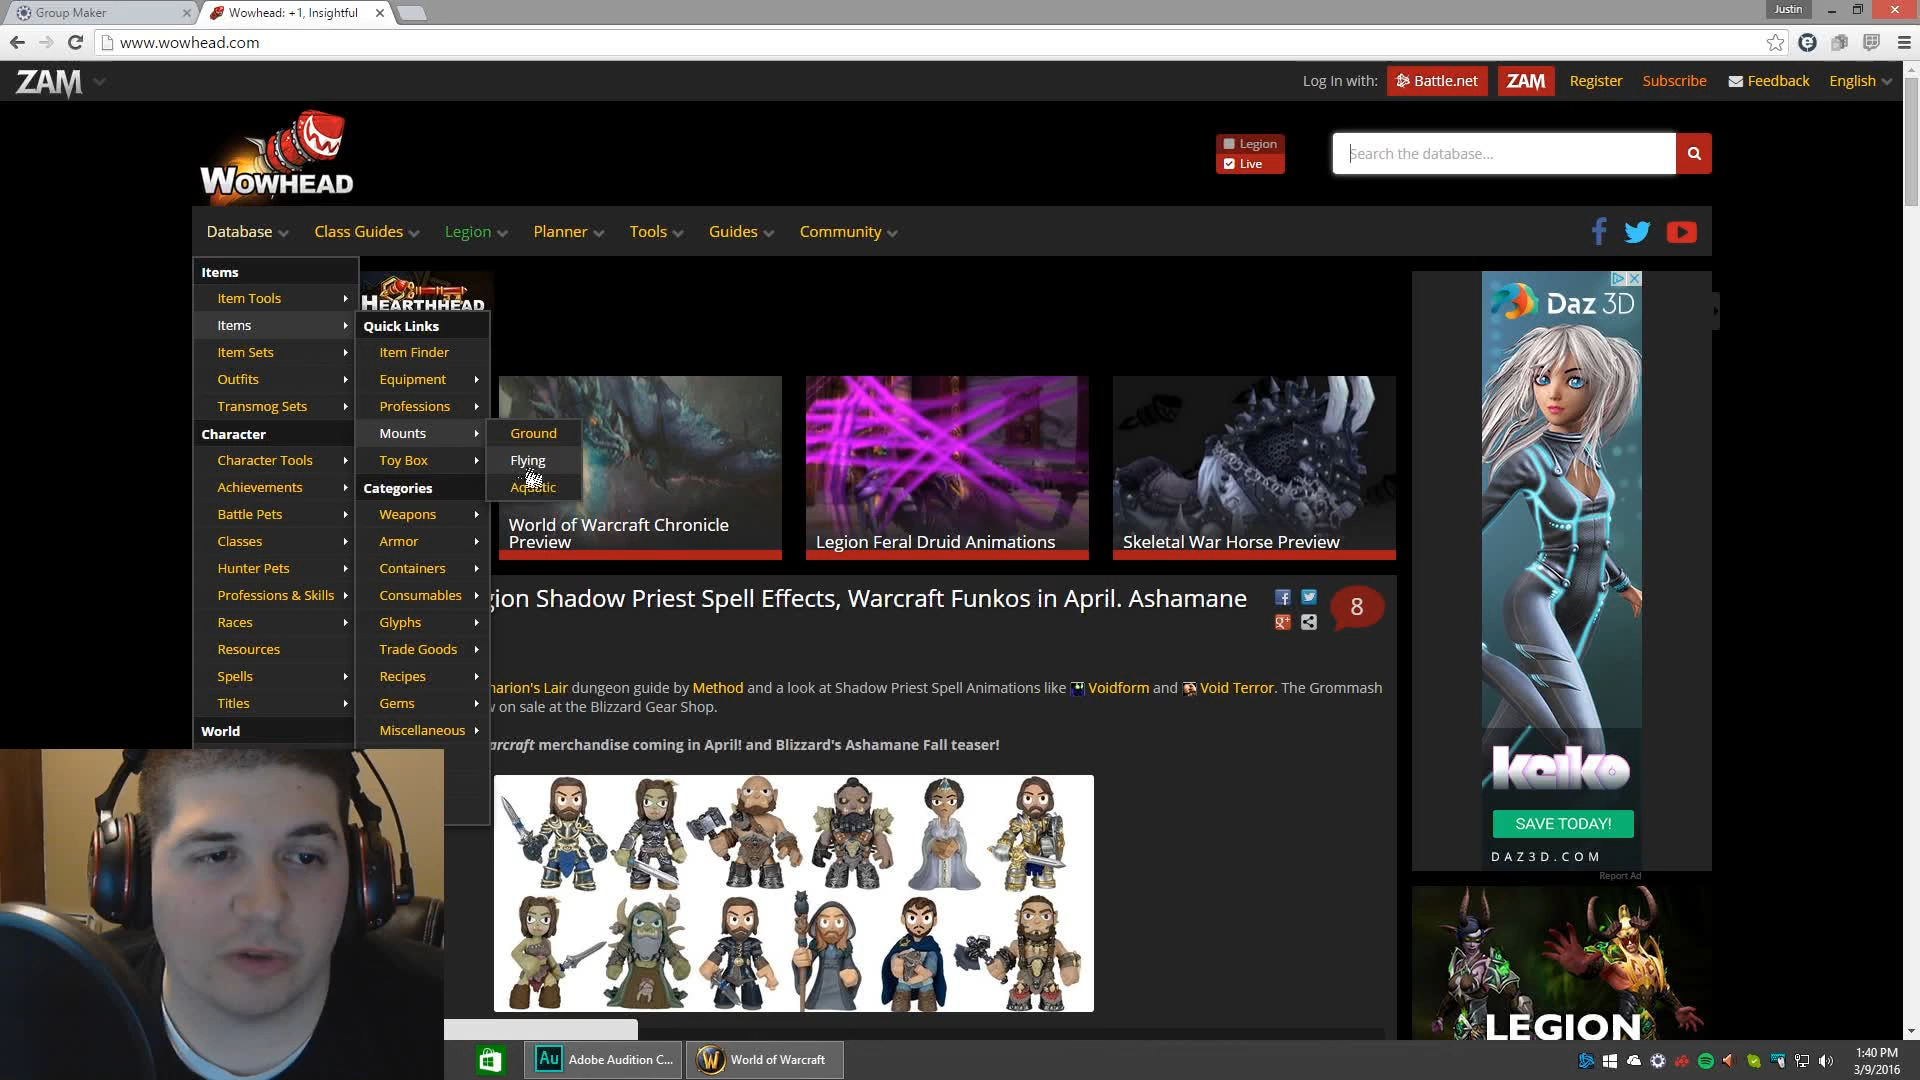 Group Maker
Wowhead: +1, Insightful
Justin
www.wowhead.com
ZAM
Log In with:
Battle.net
ZAM
Register
Subscribe
Feedback
English
WOWHEAD
Legion
Live
Search the database...
Database
Class Guides
Legion
Planner
Tools
Guides
Community
Items
Item Tools
Items
Item Sets
Outfits
Transmog Sets
Character
Character Tools
Achievements
Battle Pets
Classes
Hunter Pets
Professions & Skills
Races
Resources
Spells
Titles
World
HEARTHHEAD
Quick Links
Item Finder
Equipment
Professions
Mounts
Toy Box
Categories
Weapons
Armor
Containers
Consumables
Glyphs
Trade Goods
Recipes
Gems
Miscellaneous
Ground
Flying
Aquatic
World of Warcraft Chronicle
Preview
Legion Feral Druid Animations
Skeletal War Horse Preview
gion Shadow Priest Spell Effects, Warcraft Funkos in April. Ashamane
8
narion's Lair dungeon guide by Method and a look at Shadow Priest Spell Animations like Voidform and Void Terror. The Grommash
on sale at the Blizzard Gear Shop.
arcraft merchandise coming in April! and Blizzard's Ashamane Fall teaser!
Daz 3D
keiko
SAVE TODAY!
DAZ3D.COM
Report Ad
LEGION
Au
Adobe Audition C...
World of Warcraft
1:40 PM
3/9/2016